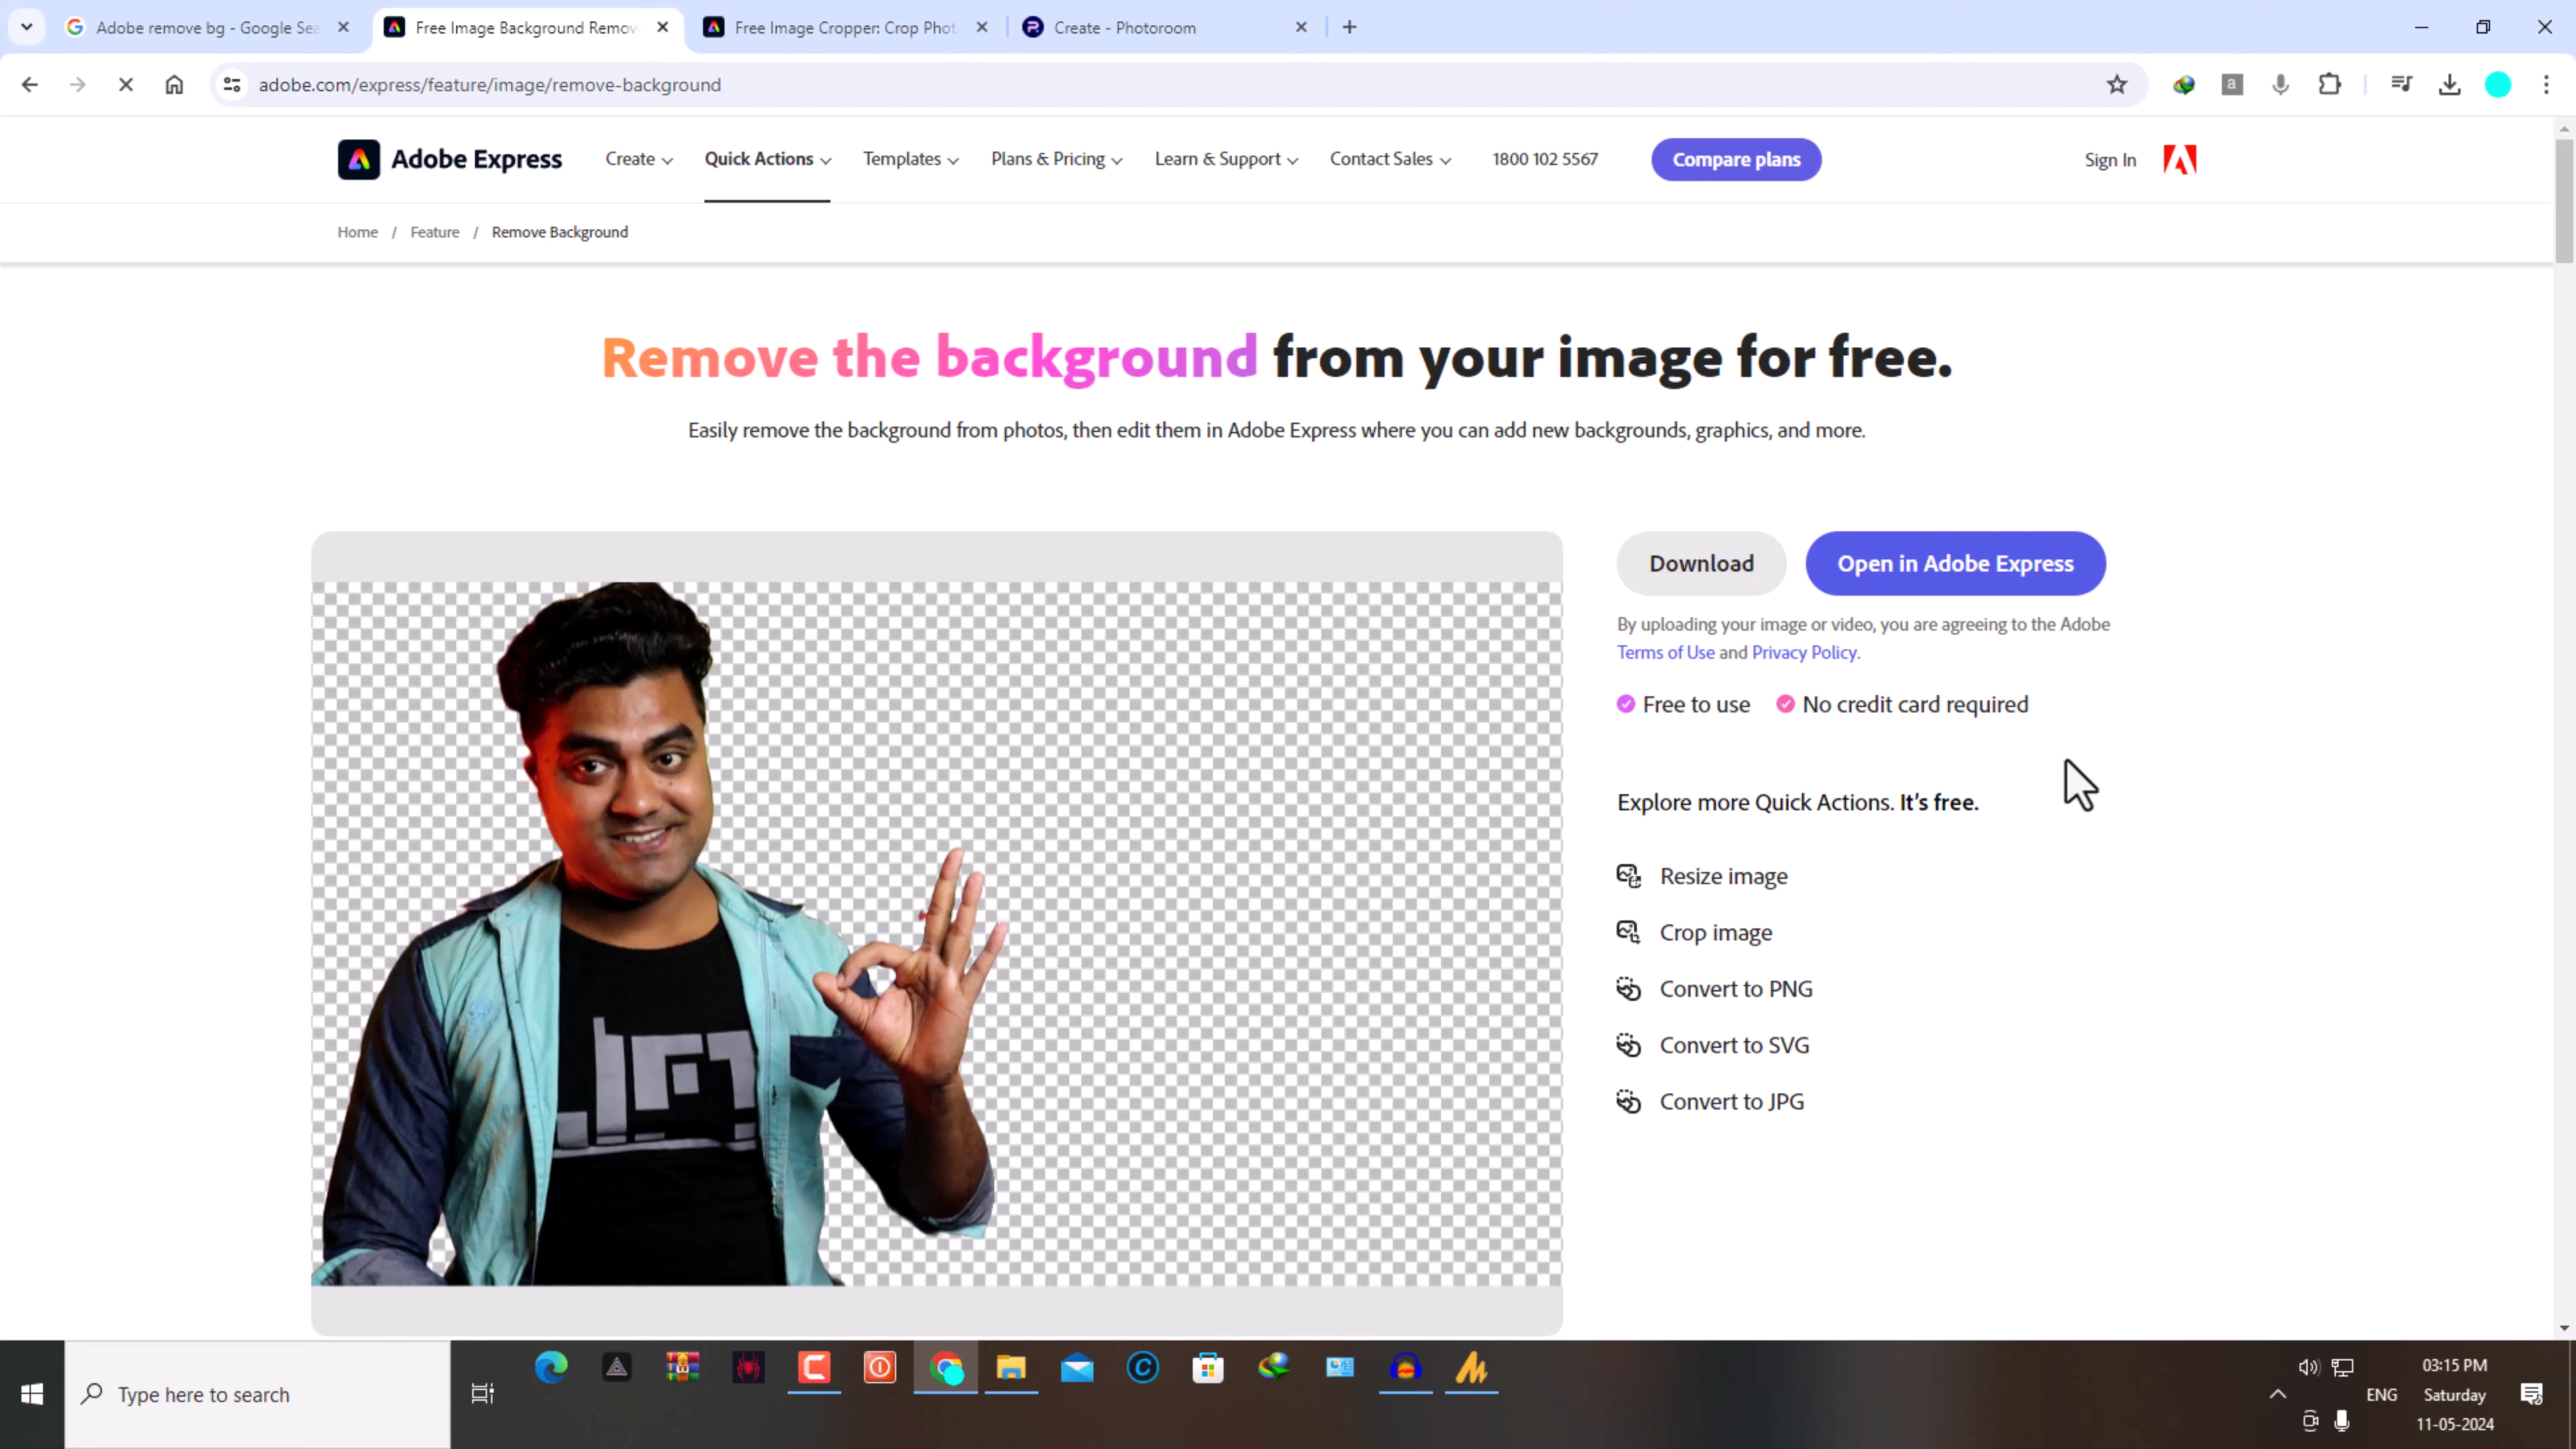 Adobe remove bg - Google Sea
Free Image Background Remov
Free Image Cropper: Crop Phot
Create - Photoroom
adobe.com/express/feature/image/remove-background
Adobe Express
Create
Quick Actions
Templates
Plans & Pricing
Learn & Support
Contact Sales
1800 102 5567
Compare plans
Sign In
Home / Feature / Remove Background
Remove the background from your image for free.
Easily remove the background from photos, then edit them in Adobe Express where you can add new backgrounds, graphics, and more.
Download
Open in Adobe Express
By uploading your image or video, you are agreeing to the Adobe
Terms of Use and Privacy Policy.
Free to use
No credit card required
Explore more Quick Actions. It's free.
Resize image
Crop image
Convert to PNG
Convert to SVG
Convert to JPG
Type here to search
03:15 PM
ENG
Saturday
11-05-2024